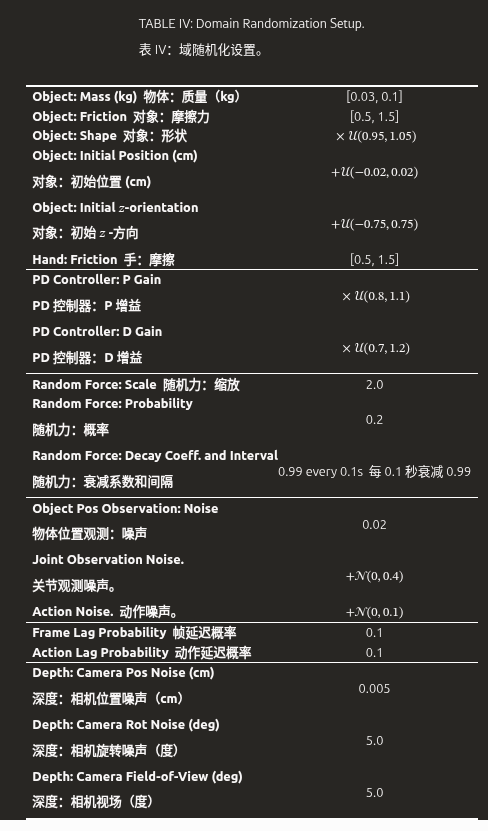 TABLE IV: Domain Randomization Setup.
表 IV：域随机化设置。
Object: Mass (kg) 物体：质量（kg） [0.03, 0.1]
Object: Friction 对象：摩擦力 [0.5, 1.5]
Object: Shape 对象：形状 × 𝒰(0.95, 1.05)
Object: Initial Position (cm)
对象：初始位置 (cm) +𝒰(−0.02, 0.02)
Object: Initial z-orientation
对象：初始 z -方向 +𝒰(−0.75, 0.75)
Hand: Friction 手：摩擦 [0.5, 1.5]
PD Controller: P Gain
PD 控制器：P 增益 × 𝒰(0.8, 1.1)
PD Controller: D Gain
PD 控制器：D 增益 × 𝒰(0.7, 1.2)
Random Force: Scale 随机力：缩放 2.0
Random Force: Probability
随机力：概率 0.2
Random Force: Decay Coeff. and Interval
随机力：衰减系数和间隔 0.99 every 0.1s 每 0.1 秒衰减 0.99
Object Pos Observation: Noise
物体位置观测：噪声 0.02
Joint Observation Noise.
关节观测噪声。 +𝒩(0, 0.4)
Action Noise. 动作噪声。 +𝒩(0, 0.1)
Frame Lag Probability 帧延迟概率 0.1
Action Lag Probability 动作延迟概率 0.1
Depth: Camera Pos Noise (cm)
深度：相机位置噪声（cm） 0.005
Depth: Camera Rot Noise (deg)
深度：相机旋转噪声（度） 5.0
Depth: Camera Field-of-View (deg)
深度：相机视场（度） 5.0